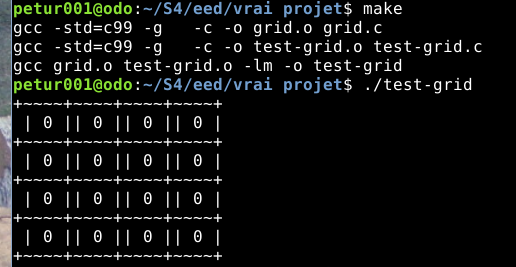 petur001@odo:~/S4/eed/vrai projet$ make
gcc -std=c99 -g   -c -o grid.o grid.c
gcc -std=c99 -g   -c -o test-grid.o test-grid.c
gcc grid.o test-grid.o -lm -o test-grid
petur001@odo:~/S4/eed/vrai projet$ ./test-grid
+~~~~+~~~~+~~~~+~~~~+
 | 0 || 0 || 0 || 0 |
+~~~~+~~~~+~~~~+~~~~+
 | 0 || 0 || 0 || 0 |
+~~~~+~~~~+~~~~+~~~~+
 | 0 || 0 || 0 || 0 |
+~~~~+~~~~+~~~~+~~~~+
 | 0 || 0 || 0 || 0 |
+~~~~+~~~~+~~~~+~~~~+